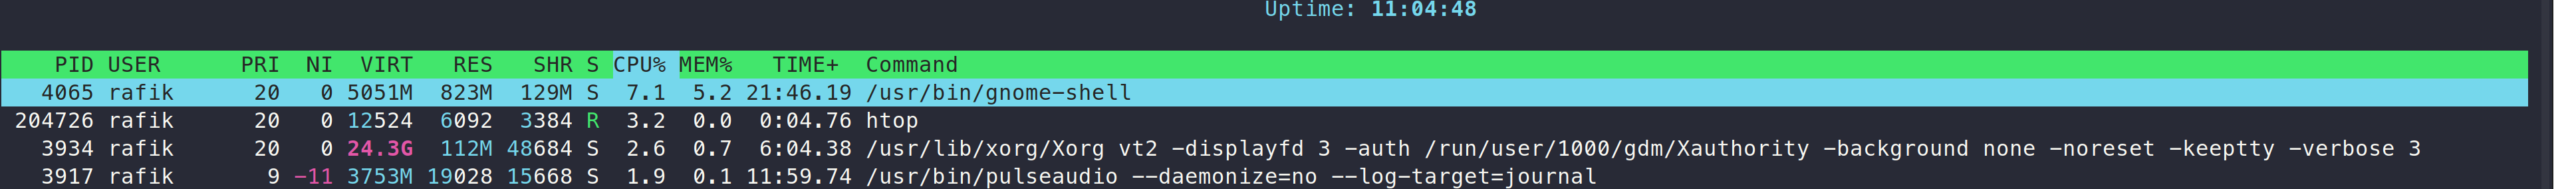 Uptime: 11:04:48
PID USER PRI NI VIRT RES SHR S CPU% MEM% TIME+ Command
4065 rafik 20 0 5051M 823M 129M S 7.1 5.2 21:46.19 /usr/bin/gnome-shell
204726 rafik 20 0 12524 6092 3384 R 3.2 0.0 0:04.76 htop
3934 rafik 20 0 24.3G 112M 48684 S 2.6 0.7 6:04.38 /usr/lib/xorg/Xorg vt2 -displayfd 3 -auth /run/user/1000/gdm/Xauthority -background none -noreset -keeptty -verbose 3
3917 rafik 9 -11 3753M 19028 15668 S 1.9 0.1 11:59.74 /usr/bin/pulseaudio --daemonize=no --log-target=journal